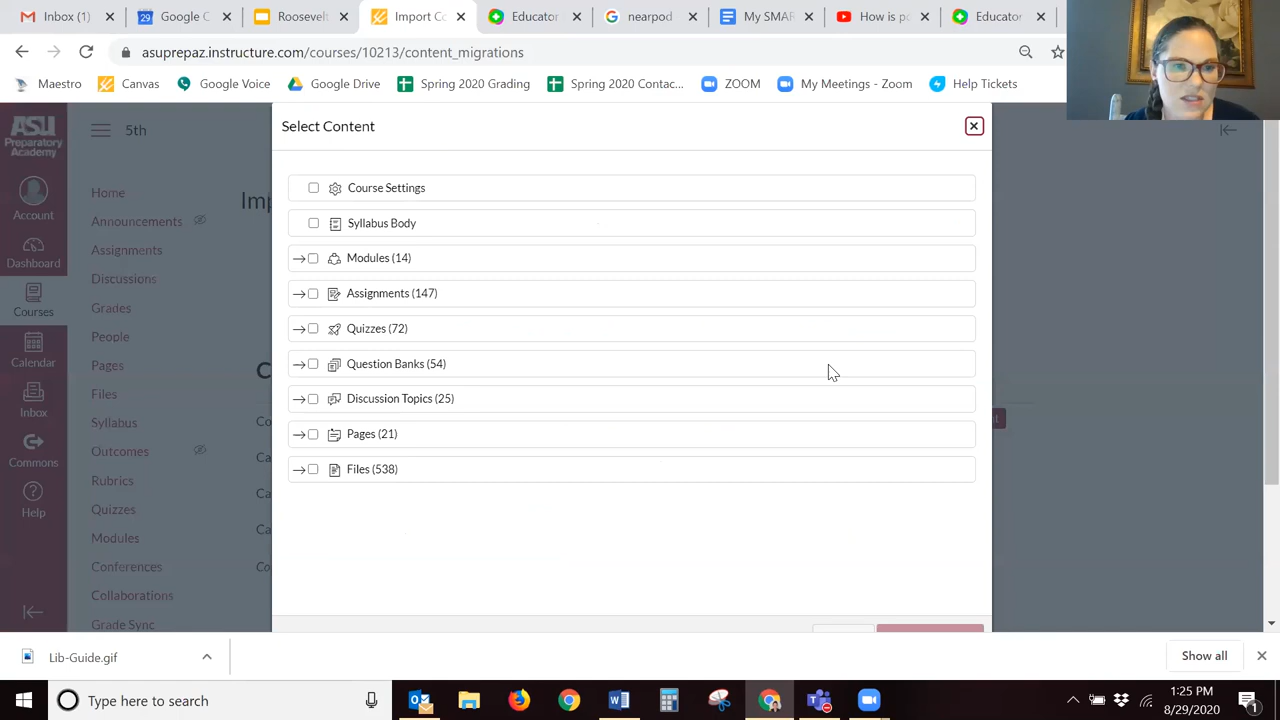 Inbox (1)
Google C
Roosevel
Import Co
Educator
nearpod
My SMAR
How is po
Educator
asuprepaz.instructure.com/courses/10213/content_migrations
Maestro
Canvas
Google Voice
Google Drive
Spring 2020 Grading
Spring 2020 Contac...
ZOOM
My Meetings - Zoom
Help Tickets
ASU
Preparatory
Academy
5th
Select Content
Account
Dashboard
Courses
Calendar
Inbox
Commons
Help
Home
Announcements
Assignments
Discussions
Grades
People
Pages
Files
Syllabus
Outcomes
Rubrics
Quizzes
Modules
Conferences
Collaborations
Grade Sync
Course Settings
Syllabus Body
Modules (14)
Assignments (147)
Quizzes (72)
Question Banks (54)
Discussion Topics (25)
Pages (21)
Files (538)
Lib-Guide.gif
Show all
Type here to search
1:25 PM
8/29/2020